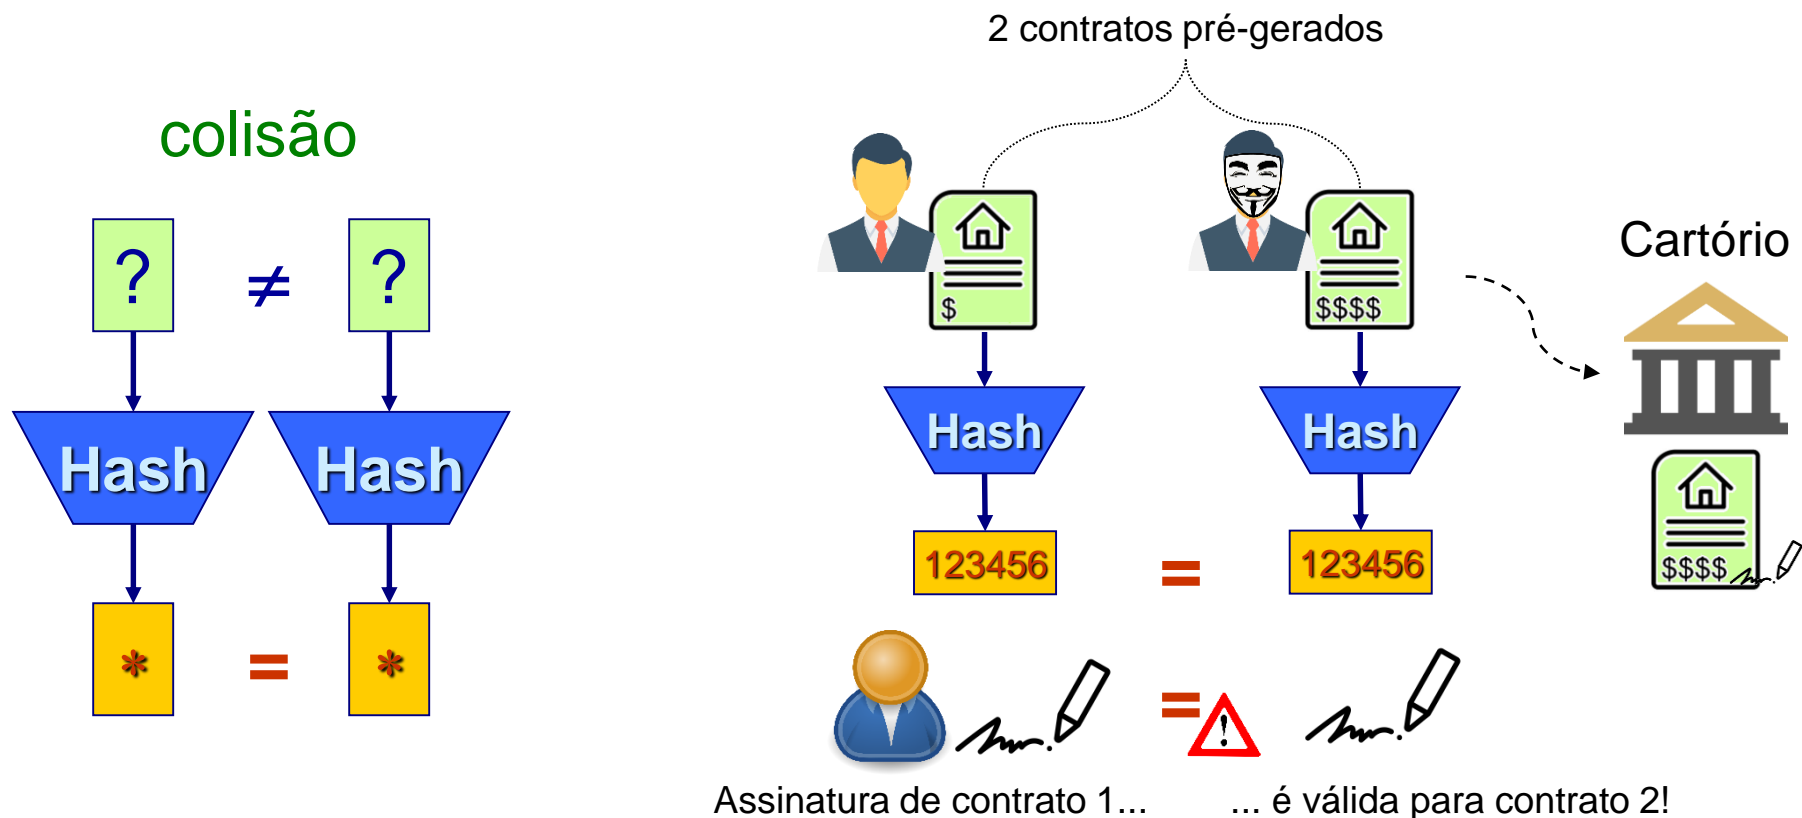 2 contratos pré-gerados
colisão
Cartório
? ≠ ?
$
$$$$
Hash Hash
Hash
Hash
$$$$
123456 = 123456
* = *
=
!
Assinatura de contrato 1...
... é válida para contrato 2!